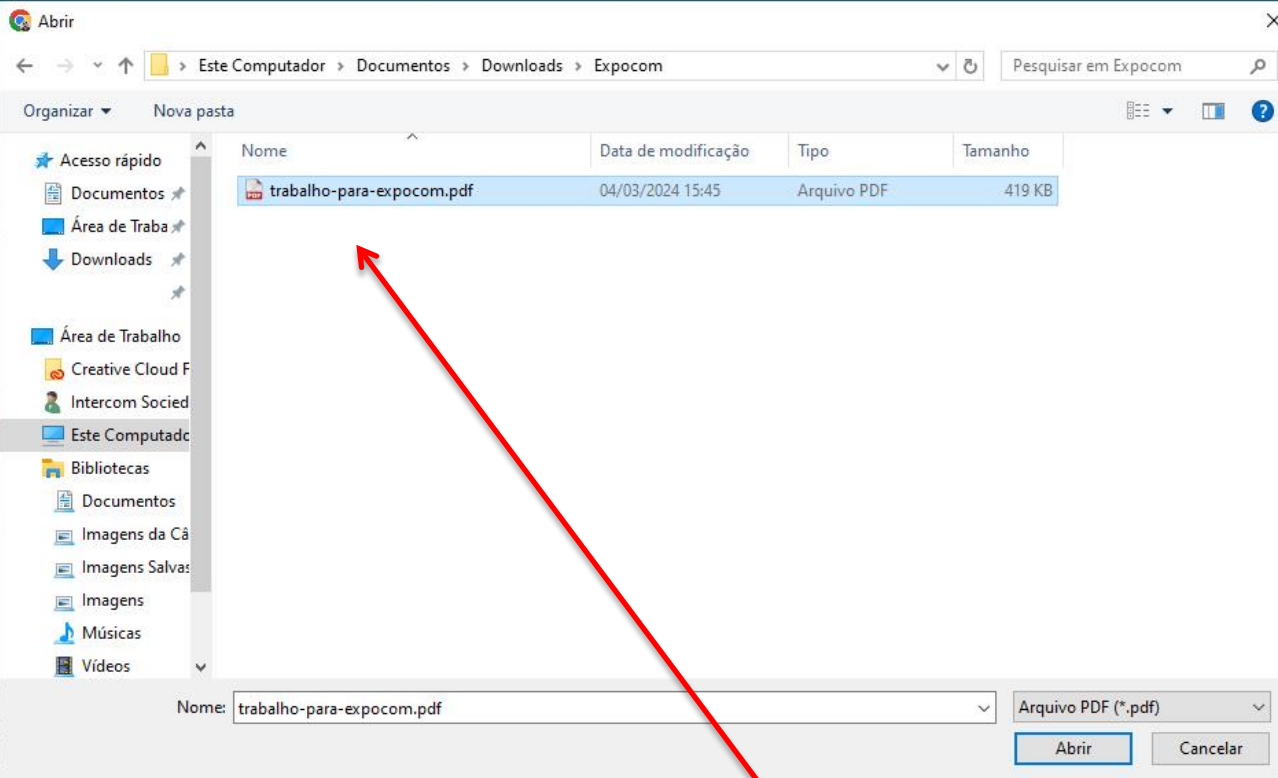 Abrir
Este Computador > Documentos > Downloads > Expocom
Pesquisar em Expocom
Organizar
Nova pasta
Nome
Data de modificação
Tipo
Tamanho
trabalho-para-expocom.pdf
04/03/2024 15:45
Arquivo PDF
419 KB
Acesso rápido
Documentos
Área de Traba
Downloads
Área de Trabalho
Creative Cloud F
Intercom Socied
Este Computado
Bibliotecas
Documentos
Imagens da Câ
Imagens Salvas
Imagens
Músicas
Vídeos
Nome: trabalho-para-expocom.pdf
Arquivo PDF (*.pdf)
Abrir
Cancelar